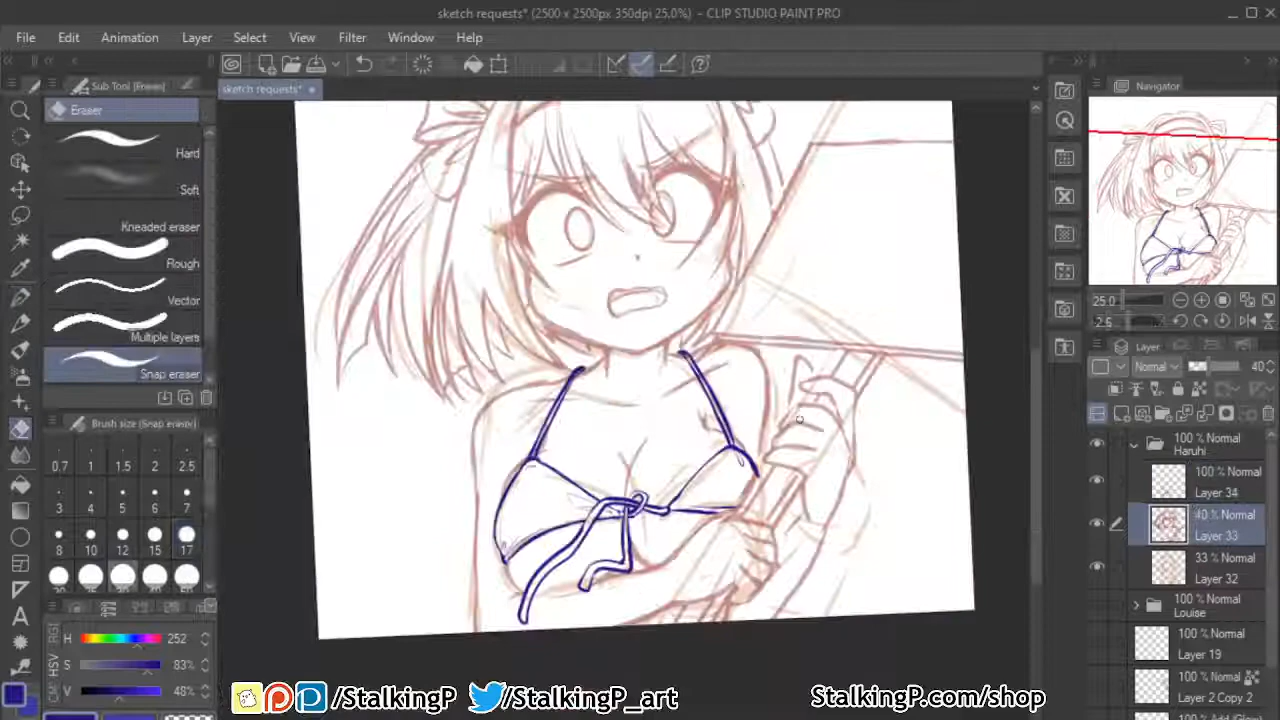 sketch requests* (2500 x 2500px 350dpi 25.0%) - CLIP STUDIO PAINT PRO
File Edit Animation Layer Select View Filter Window Help
Sub Tool [Eraser]
Eraser
Hard
Soft
Kneaded eraser
Rough
Vector
Multiple layers
Snap eraser
Brush size (Snap eraser)
0.7 1 1.5 2 2.5
3 4 5 6 7
8 10 12 15 17
H 252
S 83%
V 48%
sketch requests*
Navigator
25.0
-2.5
Layer
Normal 40
100 % Normal
Haruhi
100 % Normal
Layer 34
40 % Normal
Layer 33
33 % Normal
Layer 32
100 % Normal
Louise
100 % Normal
Layer 19
100 % Normal
Layer 2 Copy 2
/StalkingP /StalkingP_art StalkingP.com/shop